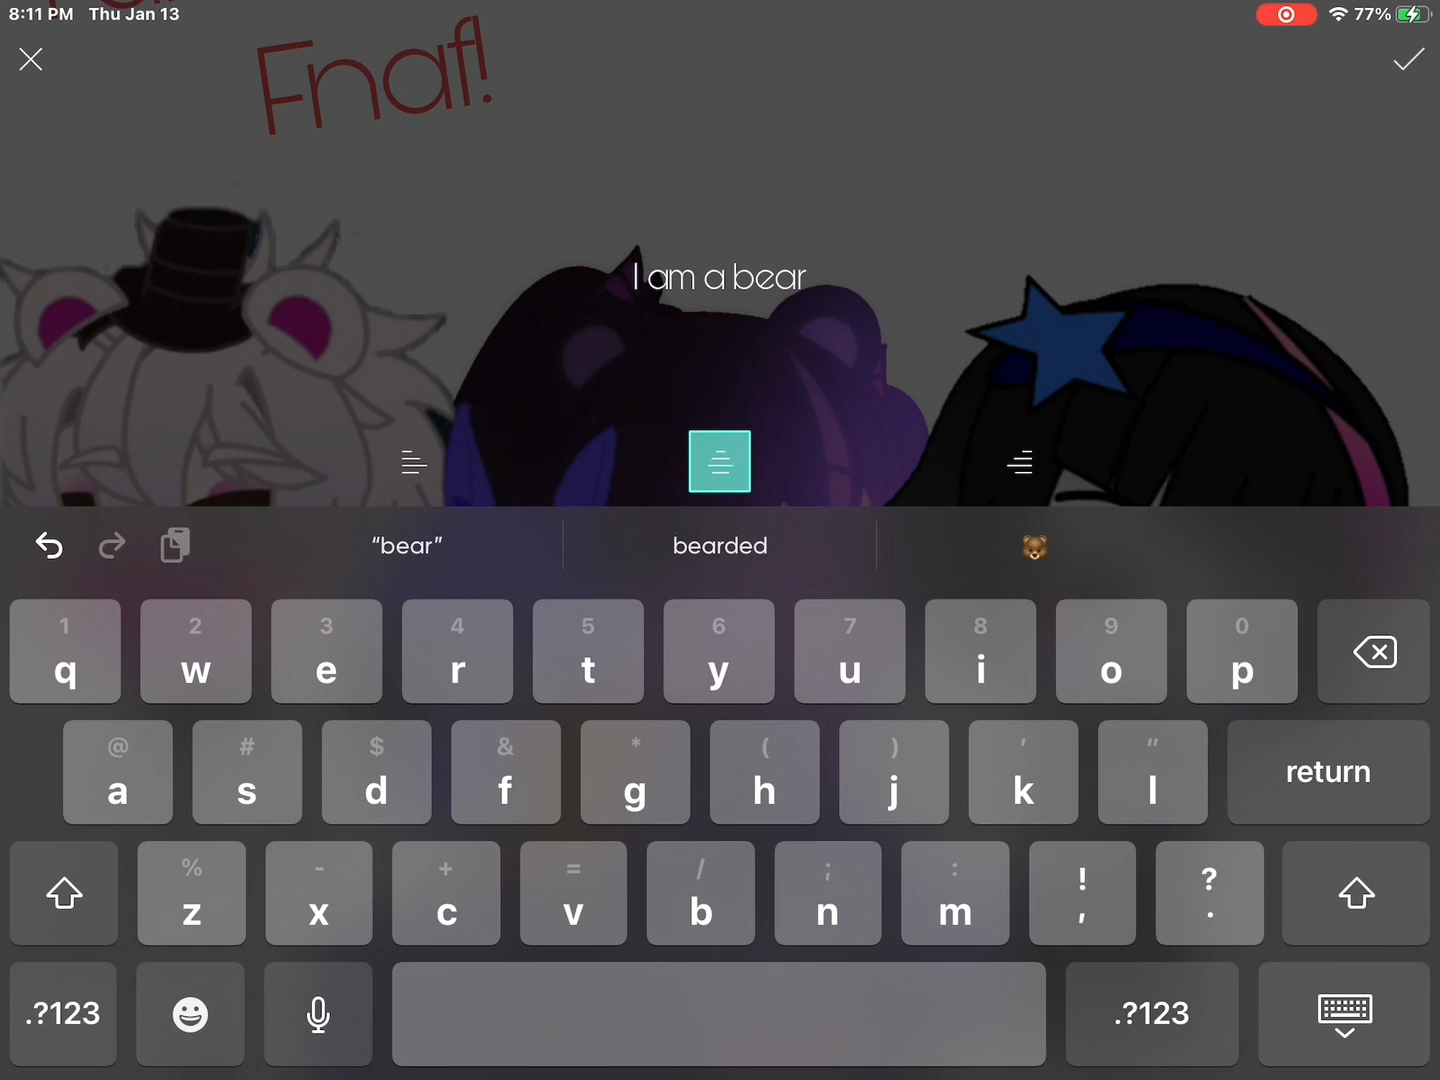 8:11 PM Thu Jan 13 77%
Fnaf!
I am a bear
“bear” bearded
1 2 3 4 5 6 7 8 9 0
q w e r t y u i o p
@ # $ & * ( ) ' "
a s d f g h j k l return
% - + = / ; : ! ?
z x c v b n m , .
.?123 .?123